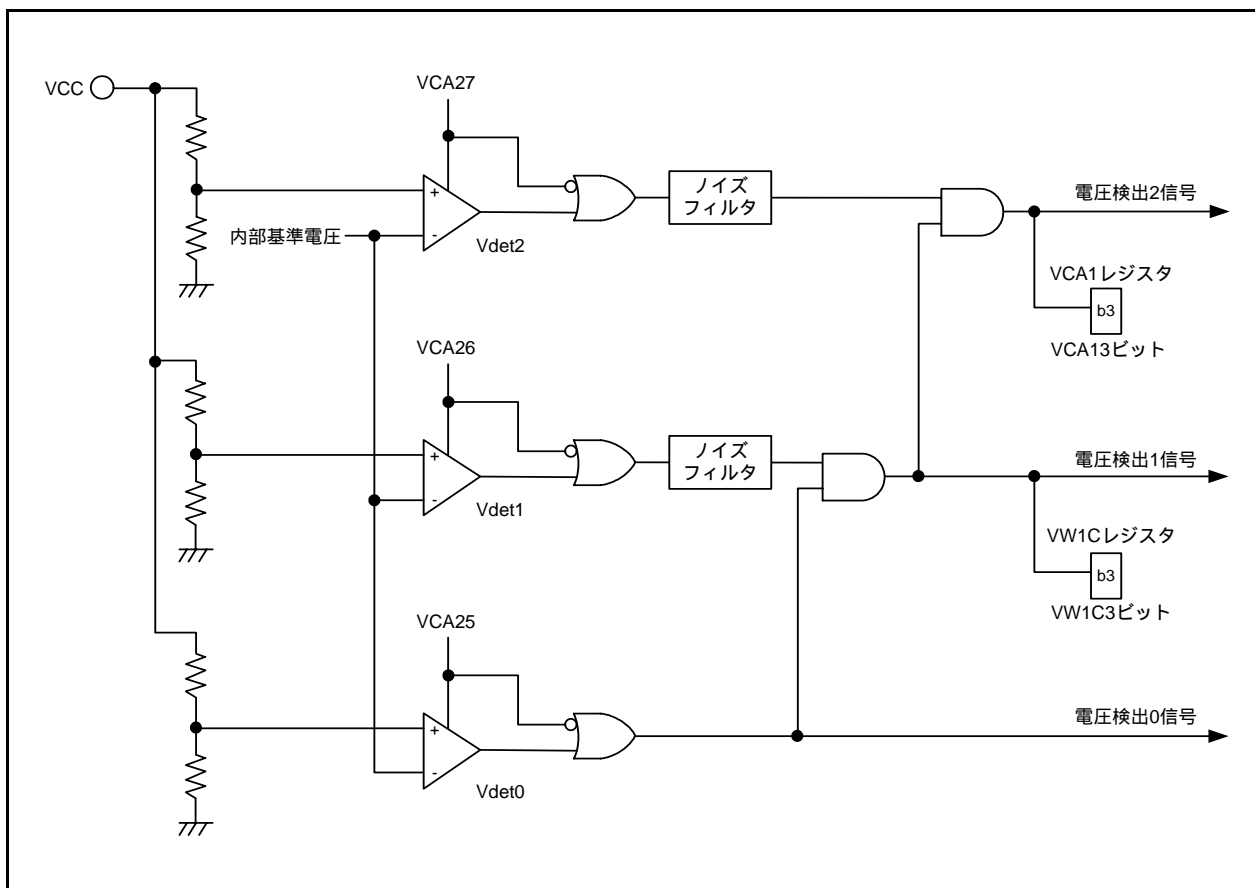 VCC
VCA27
+
-
内部基準電圧
Vdet2
ノイズ
フィルタ
電圧検出2信号
VCA1レジスタ
b3
VCA13ビット
VCA26
+
-
Vdet1
ノイズ
フィルタ
電圧検出1信号
VW1Cレジスタ
b3
VW1C3ビット
VCA25
+
-
Vdet0
電圧検出0信号